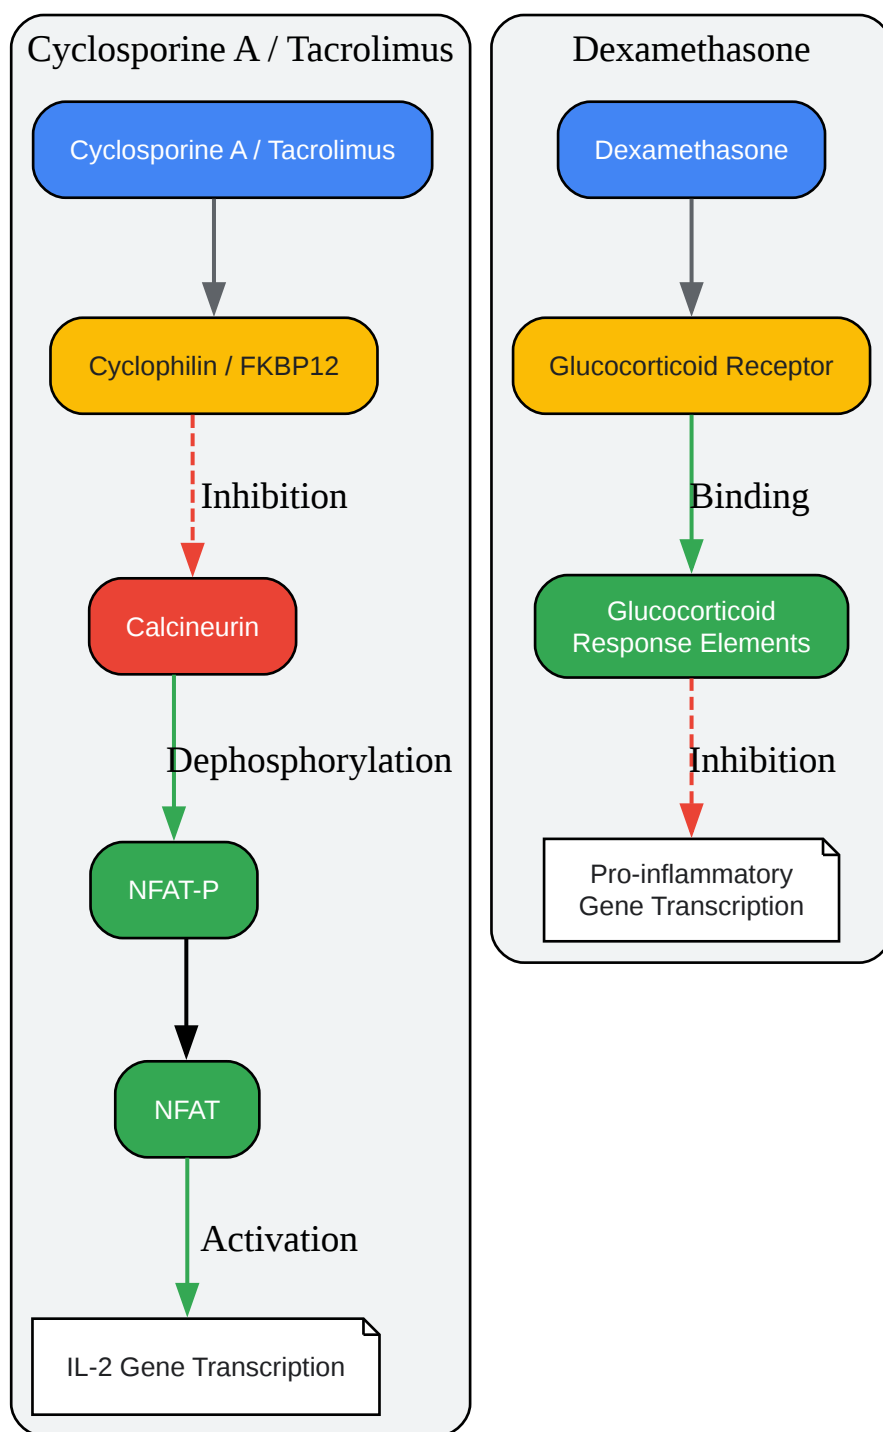 Cyclosporine A / Tacrolimus
Cyclosporine A / Tacrolimus
Cyclophilin / FKBP12
Inhibition
Calcineurin
Dephosphorylation
NFAT-P
NFAT
Activation
IL-2 Gene Transcription
Dexamethasone
Dexamethasone
Glucocorticoid Receptor
Binding
Glucocorticoid
Response Elements
Inhibition
Pro-inflammatory
Gene Transcription